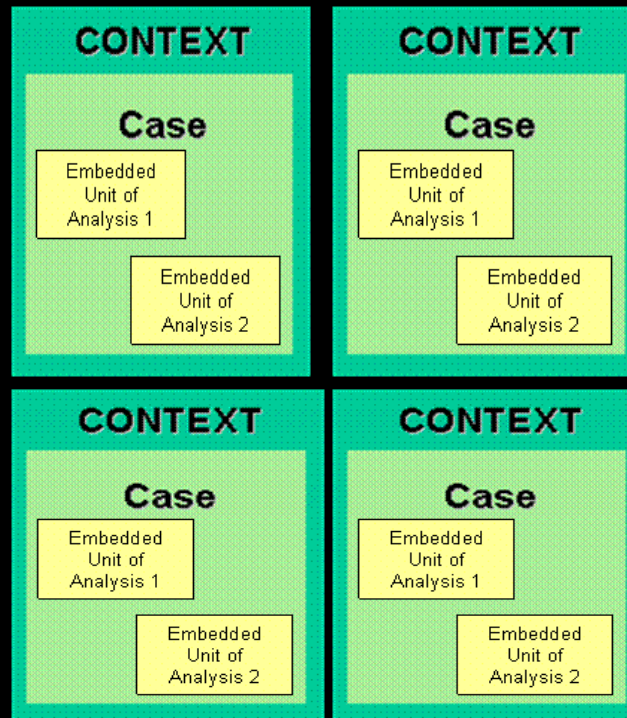 CONTEXT
Case
Embedded
Unit of
Analysis 1
Embedded
Unit of
Analysis 2
CONTEXT
Case
Embedded
Unit of
Analysis 1
Embedded
Unit of
Analysis 2
CONTEXT
Case
Embedded
Unit of
Analysis 1
Embedded
Unit of
Analysis 2
CONTEXT
Case
Embedded
Unit of
Analysis 1
Embedded
Unit of
Analysis 2